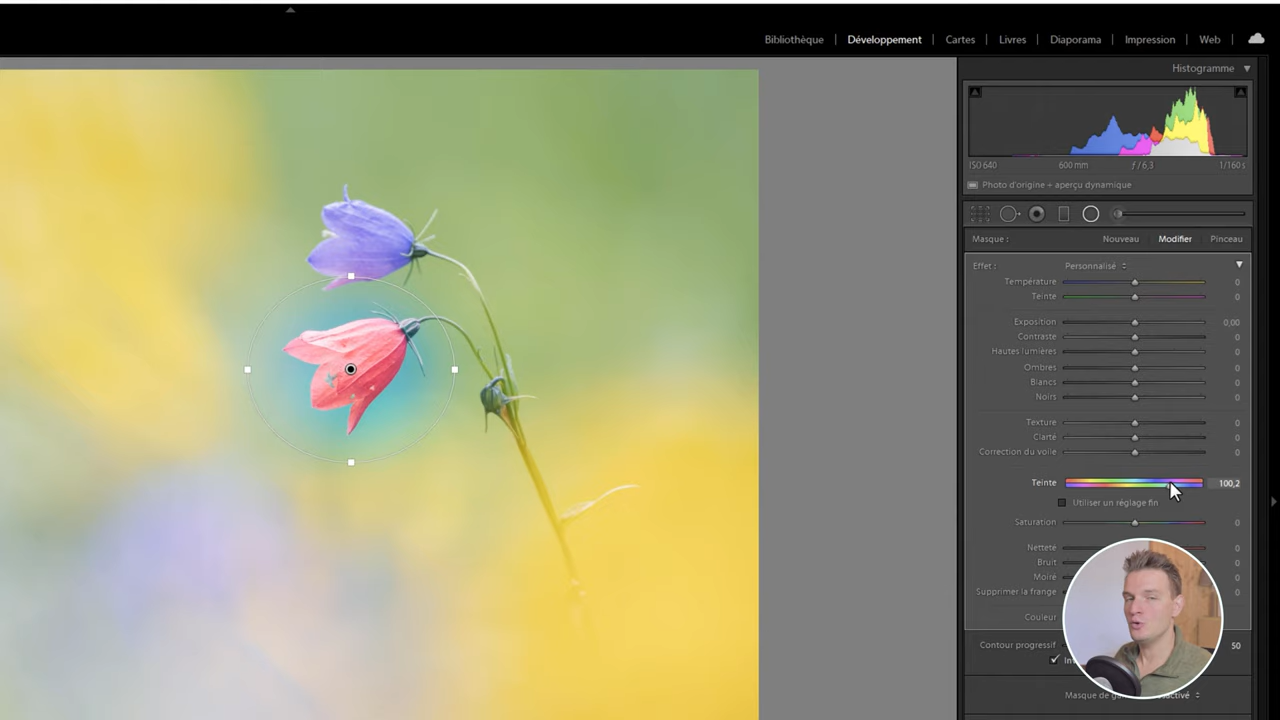 Bibliothèque | Développement | Cartes | Livres | Diaporama | Impression | Web |
Histogramme
ISO 640 600 mm ƒ / 6,3 1/160 s
Photo d'origine + aperçu dynamique
Masque : Nouveau Modifier Pinceau
Effet : Personnalisé
Température 0
Teinte 0
Exposition 0,00
Contraste 0
Hautes lumières 0
Ombres 0
Blancs 0
Noirs 0
Texture 0
Clarté 0
Correction du voile 0
Teinte 100,2
Utiliser un réglage fin
Saturation 0
Netteté 0
Bruit 0
Moiré 0
Supprimer la frange 0
Couleur
Contour progressif 50